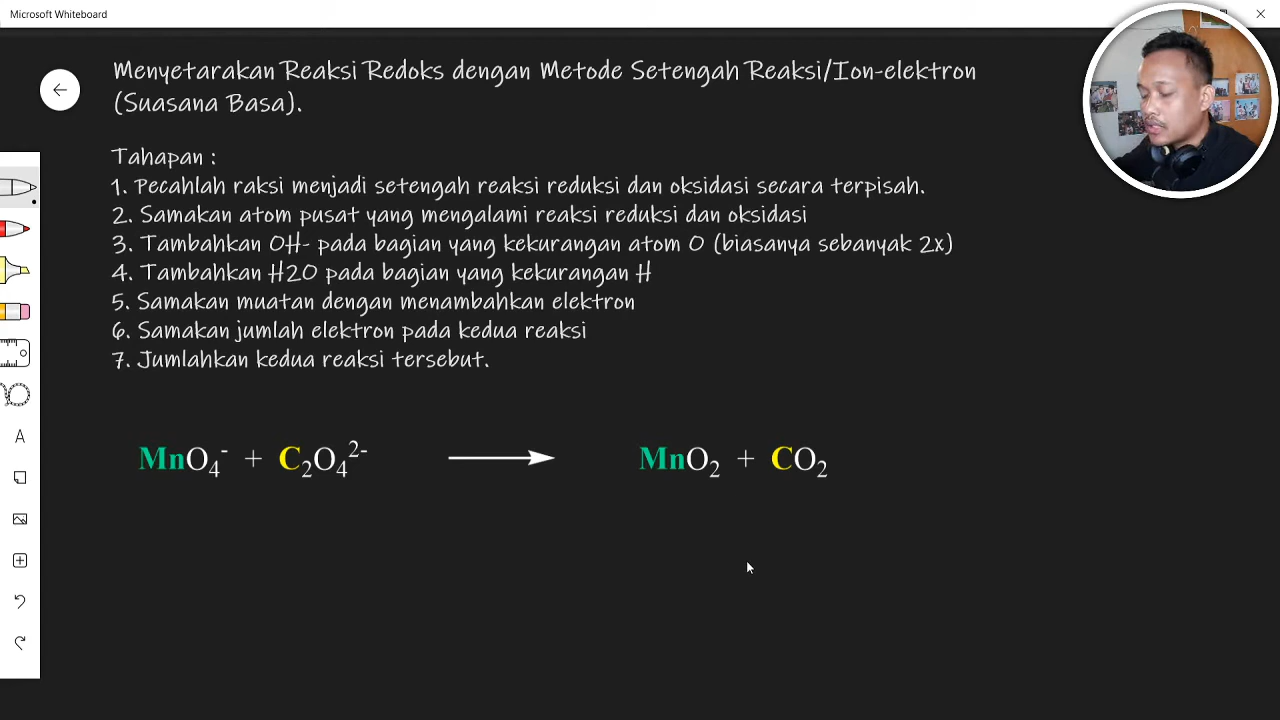 Microsoft Whiteboard
Menyetarakan Reaksi Redoks dengan Metode Setengah Reaksi/Ion-elektron
(Suasana Basa).
Tahapan :
1. Pecahlah raksi menjadi setengah reaksi reduksi dan oksidasi secara terpisah.
2. Samakan atom pusat yang mengalami reaksi reduksi dan oksidasi
3. Tambahkan OH- pada bagian yang kekurangan atom O (biasanya sebanyak 2x)
4. Tambahkan H2O pada bagian yang kekurangan H
5. Samakan muatan dengan menambahkan elektron
6. Samakan jumlah elektron pada kedua reaksi
7. Jumlahkan kedua reaksi tersebut.
MnO₄⁻ + C₂O₄²⁻ ⟶ MnO₂ + CO₂